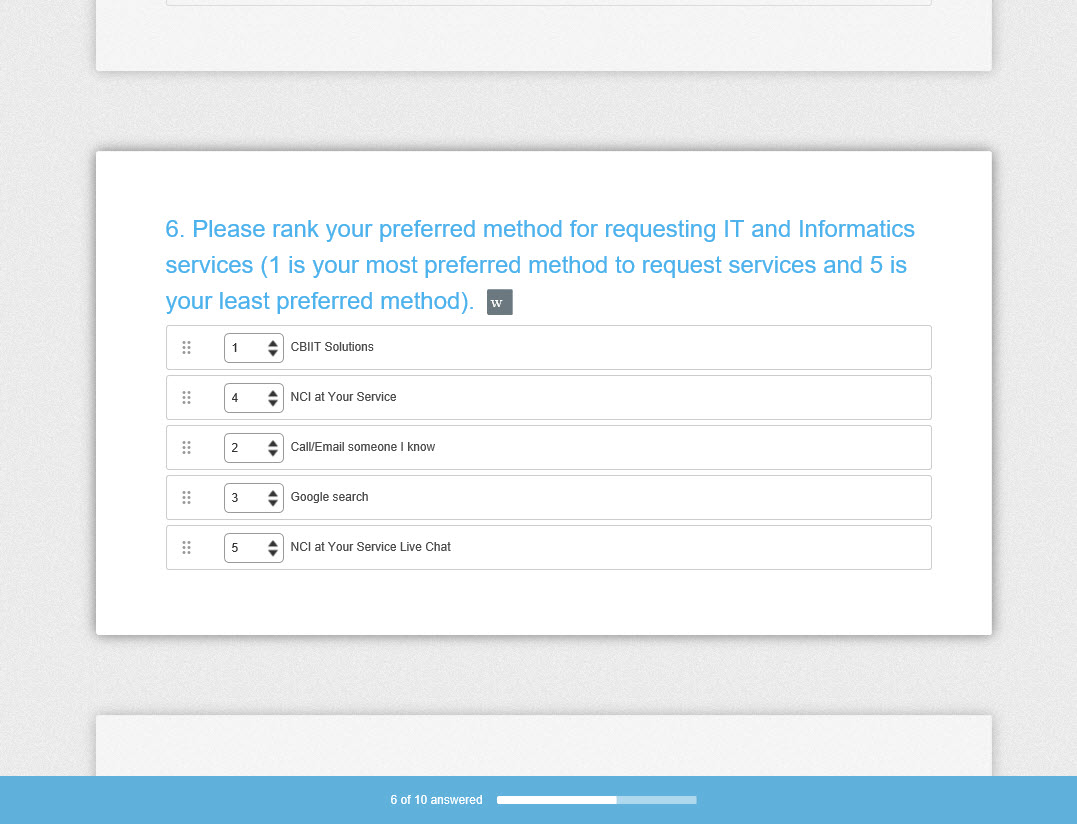 6. Please rank your preferred method for requesting IT and Informatics
services (1 is your most preferred method to request services and 5 is
your least preferred method). w
1 CBIIT Solutions
4 NCI at Your Service
2 Call/Email someone I know
3 Google search
5 NCI at Your Service Live Chat
6 of 10 answered